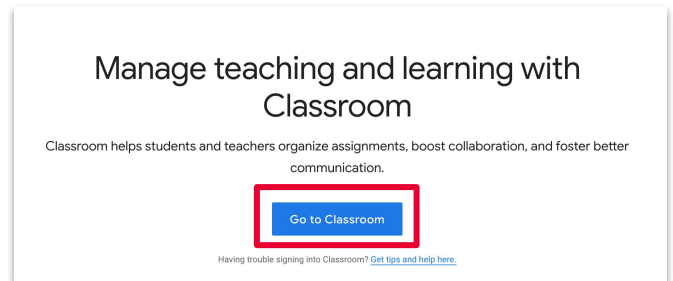 Manage teaching and learning with
Classroom
Classroom helps students and teachers organize assignments, boost collaboration, and foster better
communication.
Go to Classroom
Having trouble signing into Classroom? Get tips and help here.